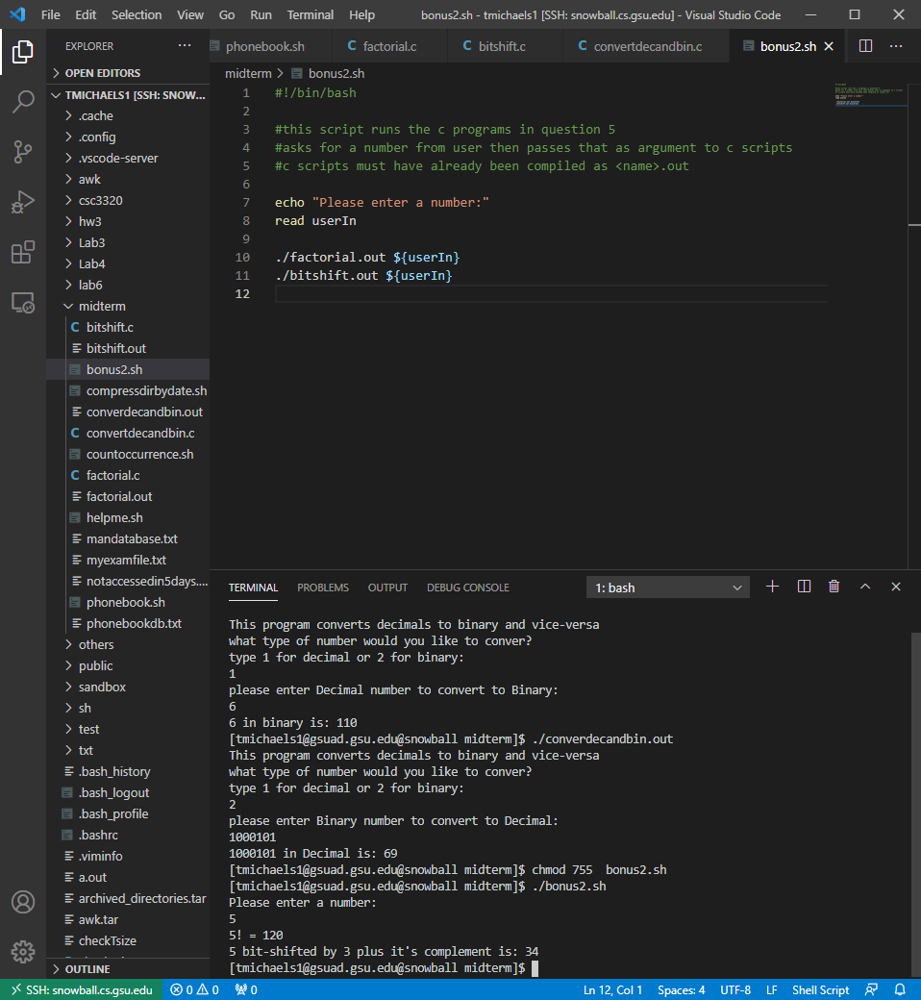 File Edit Selection View Go Run Terminal Help bonus2.sh - tmichaels1 [SSH: snowball.cs.gsu.edu] - Visual Studio Code
EXPLORER
OPEN EDITORS
TMICHAELS1 [SSH: SNOW...
.cache
.config
.vscode-server
awk
csc3320
hw3
Lab3
Lab4
lab6
midterm
bitshift.c
bitshift.out
bonus2.sh
compressdirbydate.sh
converdecandbin.out
convertdecandbin.c
countoccurrence.sh
factorial.c
factorial.out
helpme.sh
mandatabase.txt
myexamfile.txt
notaccessedin5days....
phonebook.sh
phonebookdb.txt
others
public
sandbox
sh
test
txt
.bash_history
.bash_logout
.bash_profile
.bashrc
.viminfo
a.out
archived_directories.tar
awk.tar
checkTsize
OUTLINE
phonebook.sh C factorial.c C bitshift.c C convertdecandbin.c bonus2.sh
midterm > bonus2.sh
1 #!/bin/bash
2
3 #this script runs the c programs in question 5
4 #asks for a number from user then passes that as argument to c scripts
5 #c scripts must have already been compiled as <name>.out
6
7 echo "Please enter a number:"
8 read userIn
9
10 ./factorial.out ${userIn}
11 ./bitshift.out ${userIn}
12
TERMINAL PROBLEMS OUTPUT DEBUG CONSOLE 1: bash
This program converts decimals to binary and vice-versa
what type of number would you like to conver?
type 1 for decimal or 2 for binary:
1
please enter Decimal number to convert to Binary:
6
6 in binary is: 110
[tmichaels1@gsuad.gsu.edu@snowball midterm]$ ./converdecandbin.out
This program converts decimals to binary and vice-versa
what type of number would you like to conver?
type 1 for decimal or 2 for binary:
2
please enter Binary number to convert to Decimal:
1000101
1000101 in Decimal is: 69
[tmichaels1@gsuad.gsu.edu@snowball midterm]$ chmod 755  bonus2.sh
[tmichaels1@gsuad.gsu.edu@snowball midterm]$ ./bonus2.sh
Please enter a number:
5
5! = 120
5 bit-shifted by 3 plus it's complement is: 34
[tmichaels1@gsuad.gsu.edu@snowball midterm]$
SSH: snowball.cs.gsu.edu 0 0 0 Ln 12, Col 1 Spaces: 4 UTF-8 LF Shell Script